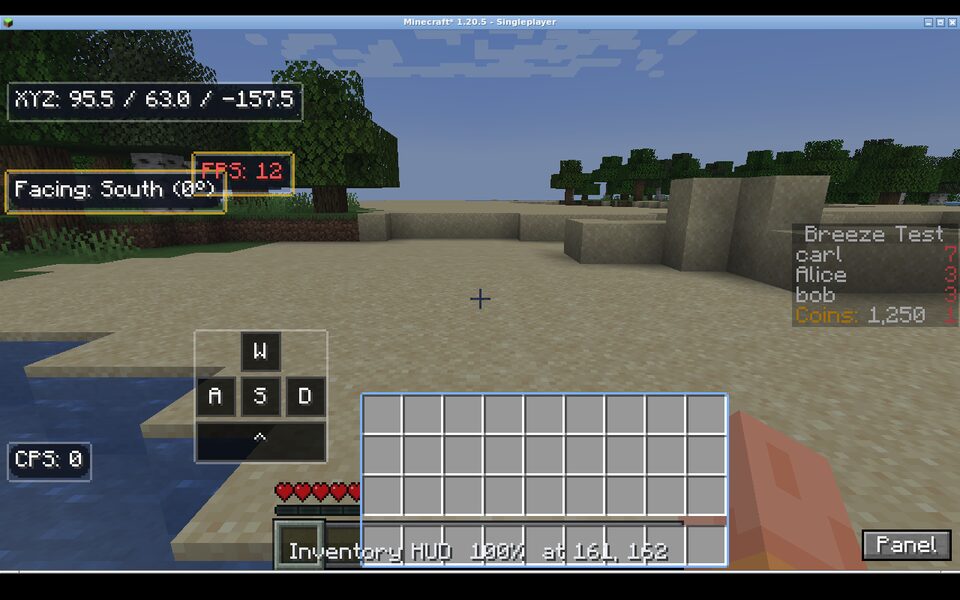 Minecraft* 1.20.5 - Singleplayer
XYZ: 95.5 / 63.0 / -157.5
FPS: 12
Facing: South (0º)
Breeze Test
carl 7
Alice 3
bob 3
Coins: 1,250 1
W
A S D
^
CPS: 0
Inventory HUD 100% at 161, 162
Panel